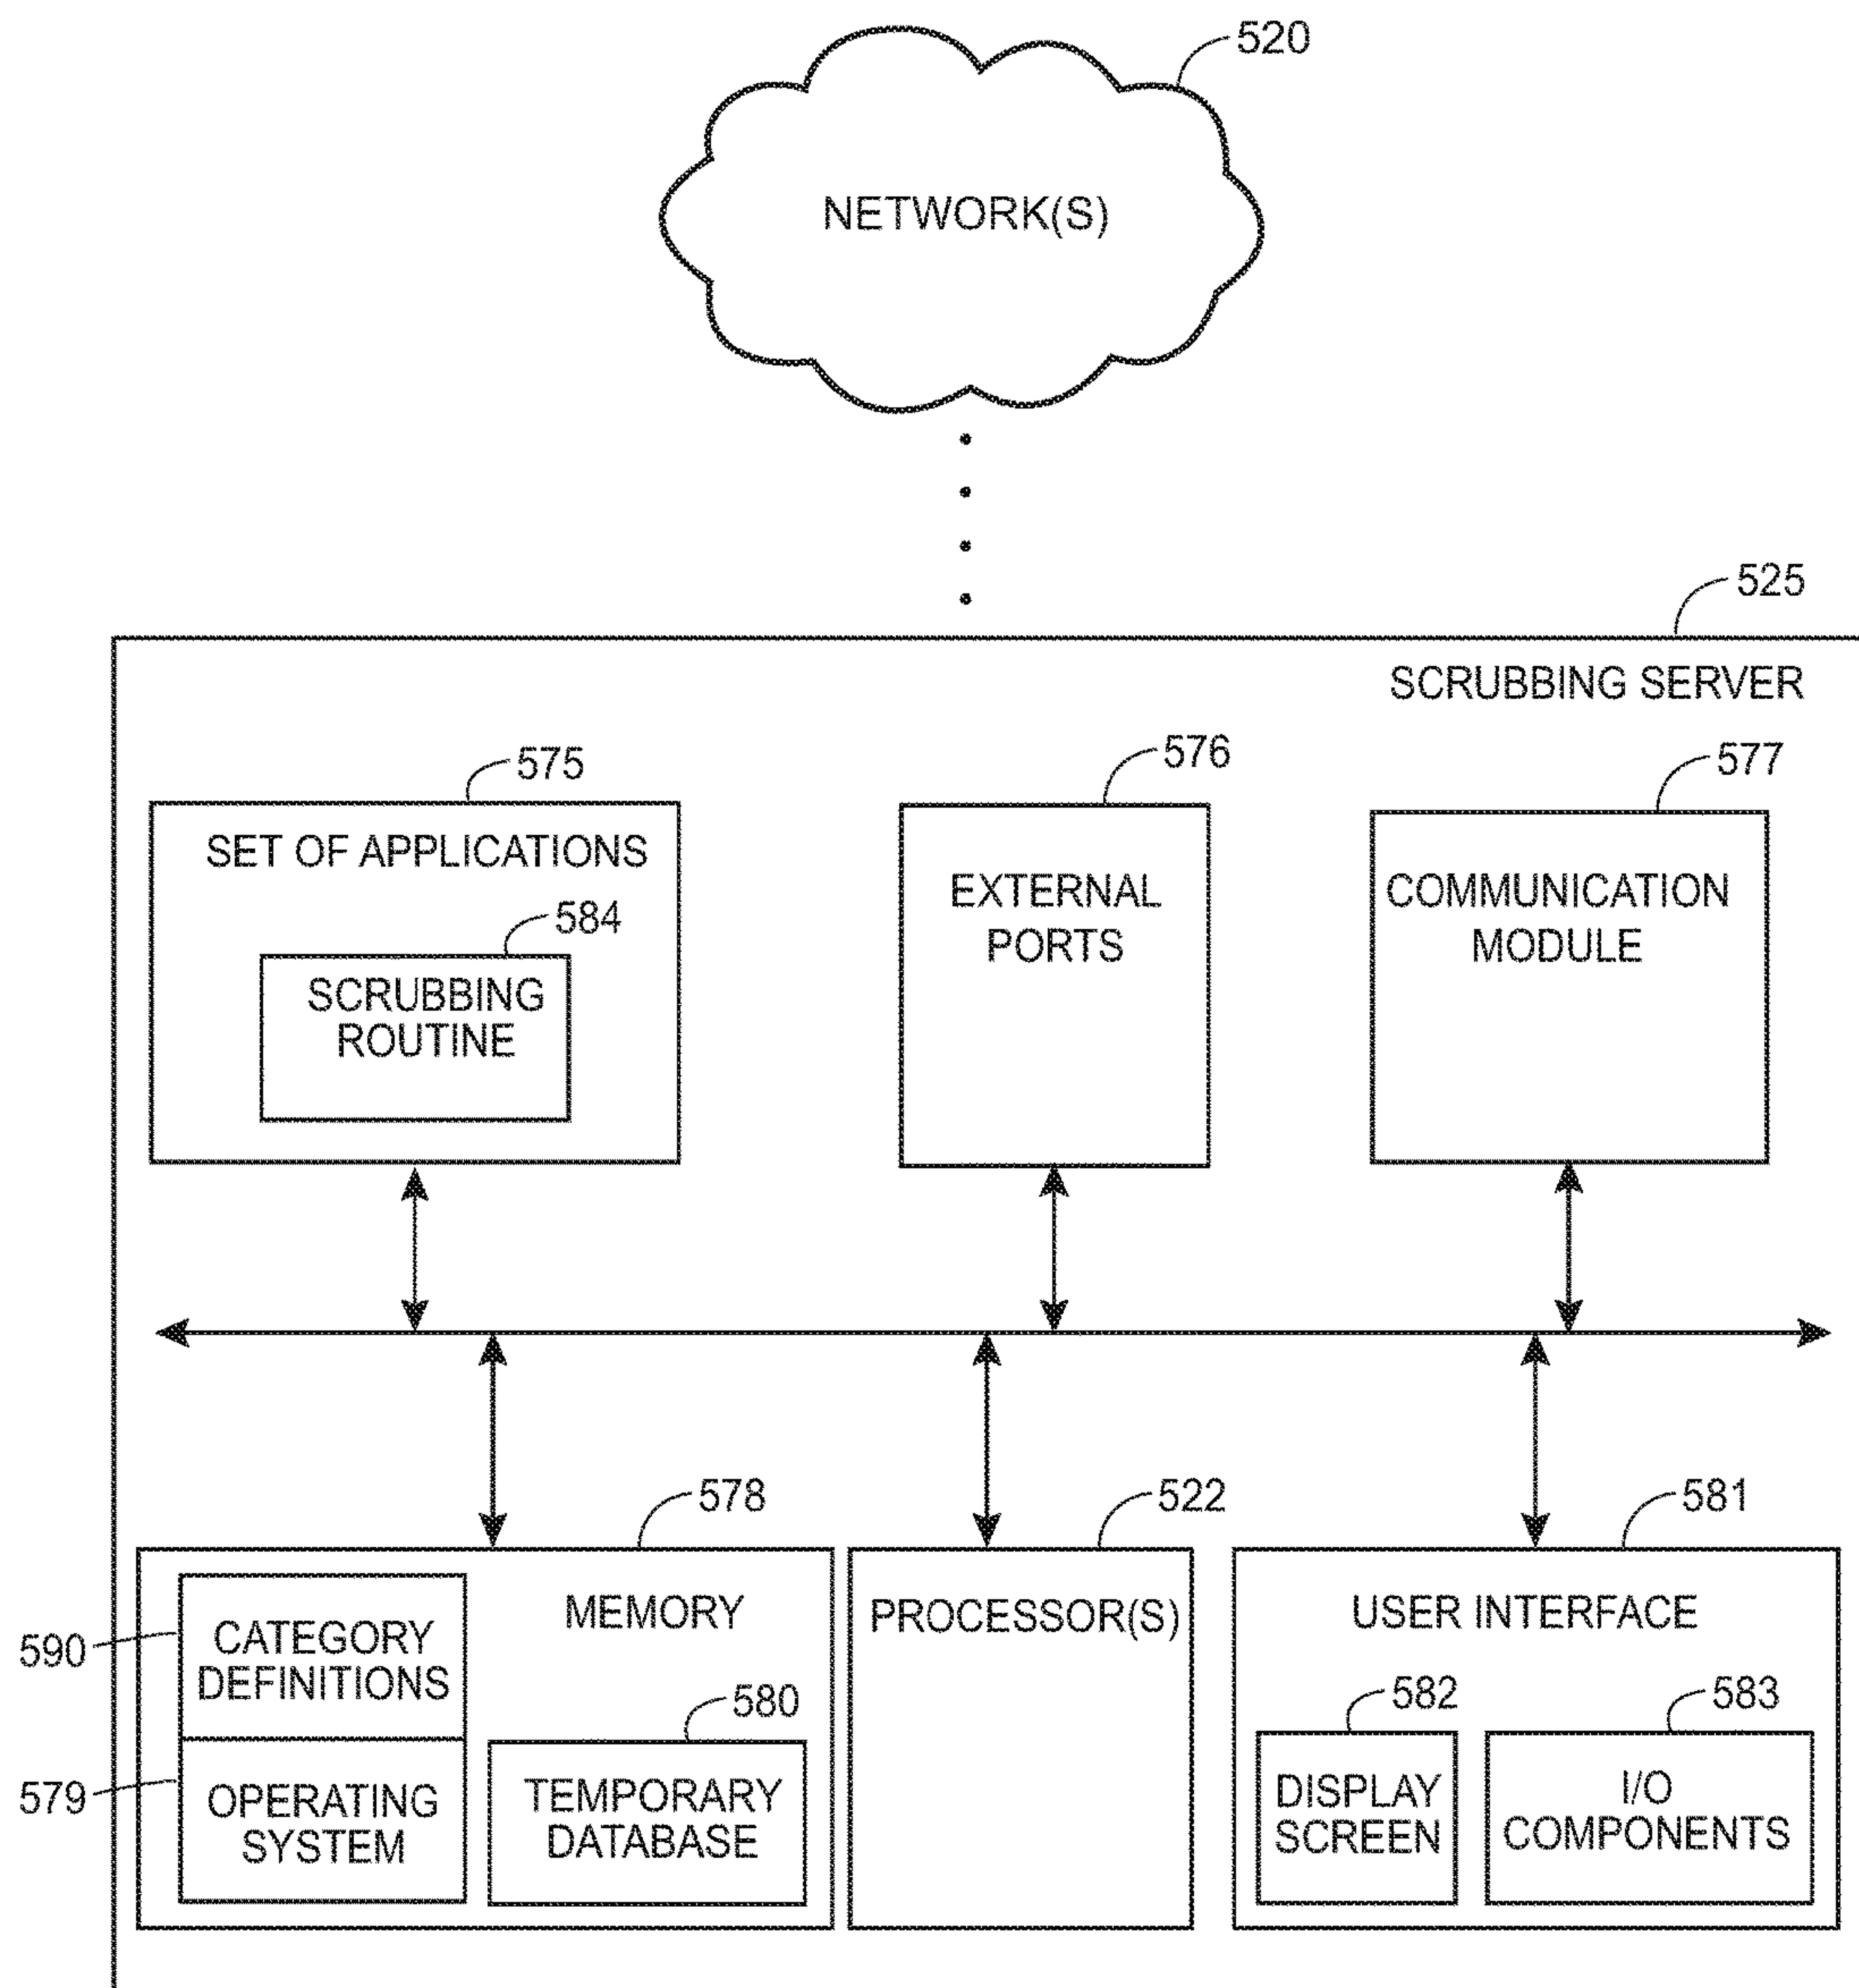 520
NETWORK(S)
525
SCRUBBING SERVER
575
SET OF APPLICATIONS
584
SCRUBBING
ROUTINE
576
EXTERNAL
PORTS
577
COMMUNICATION
MODULE
578
MEMORY
590
CATEGORY
DEFINITIONS
579
OPERATING
SYSTEM
580
TEMPORARY
DATABASE
522
PROCESSOR(S)
581
USER INTERFACE
582
DISPLAY
SCREEN
583
I/O
COMPONENTS